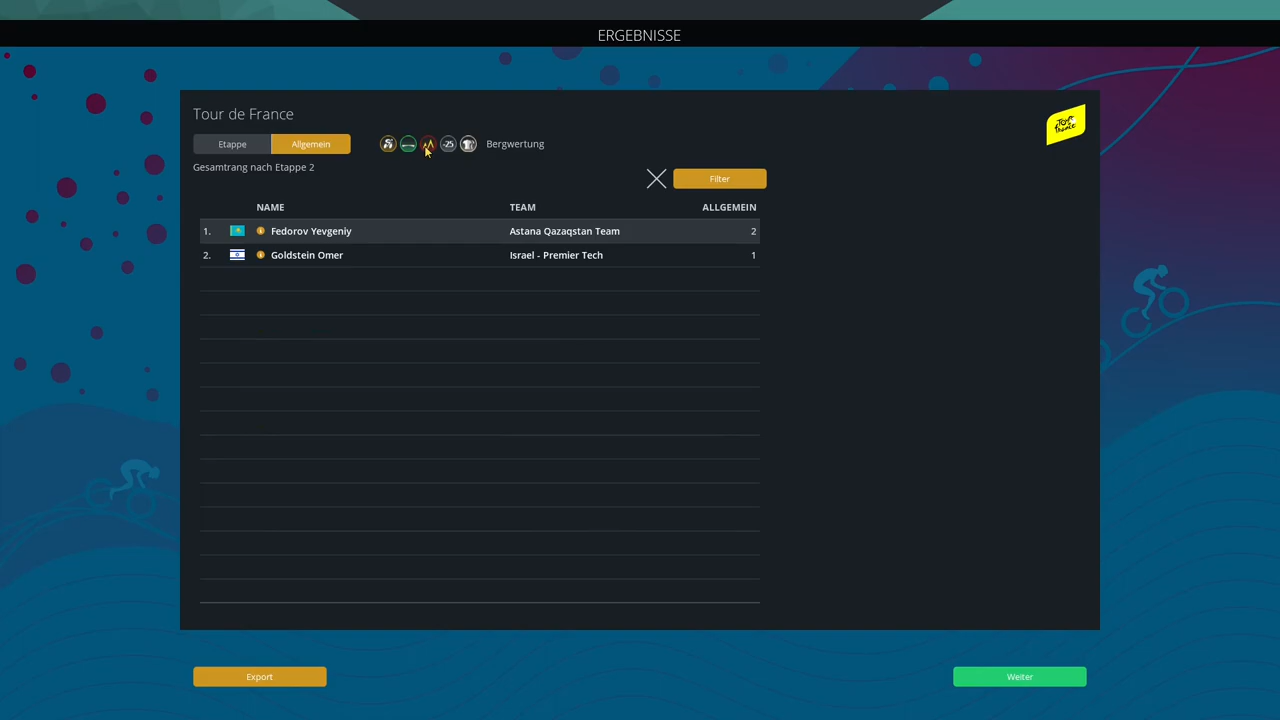 ERGEBNISSE
Tour de France
Etappe Allgemein -25 Bergwertung
Gesamtrang nach Etappe 2
Filter
NAME TEAM ALLGEMEIN
1. Fedorov Yevgeniy Astana Qazaqstan Team 2
2. Goldstein Omer Israel - Premier Tech 1
Export Weiter